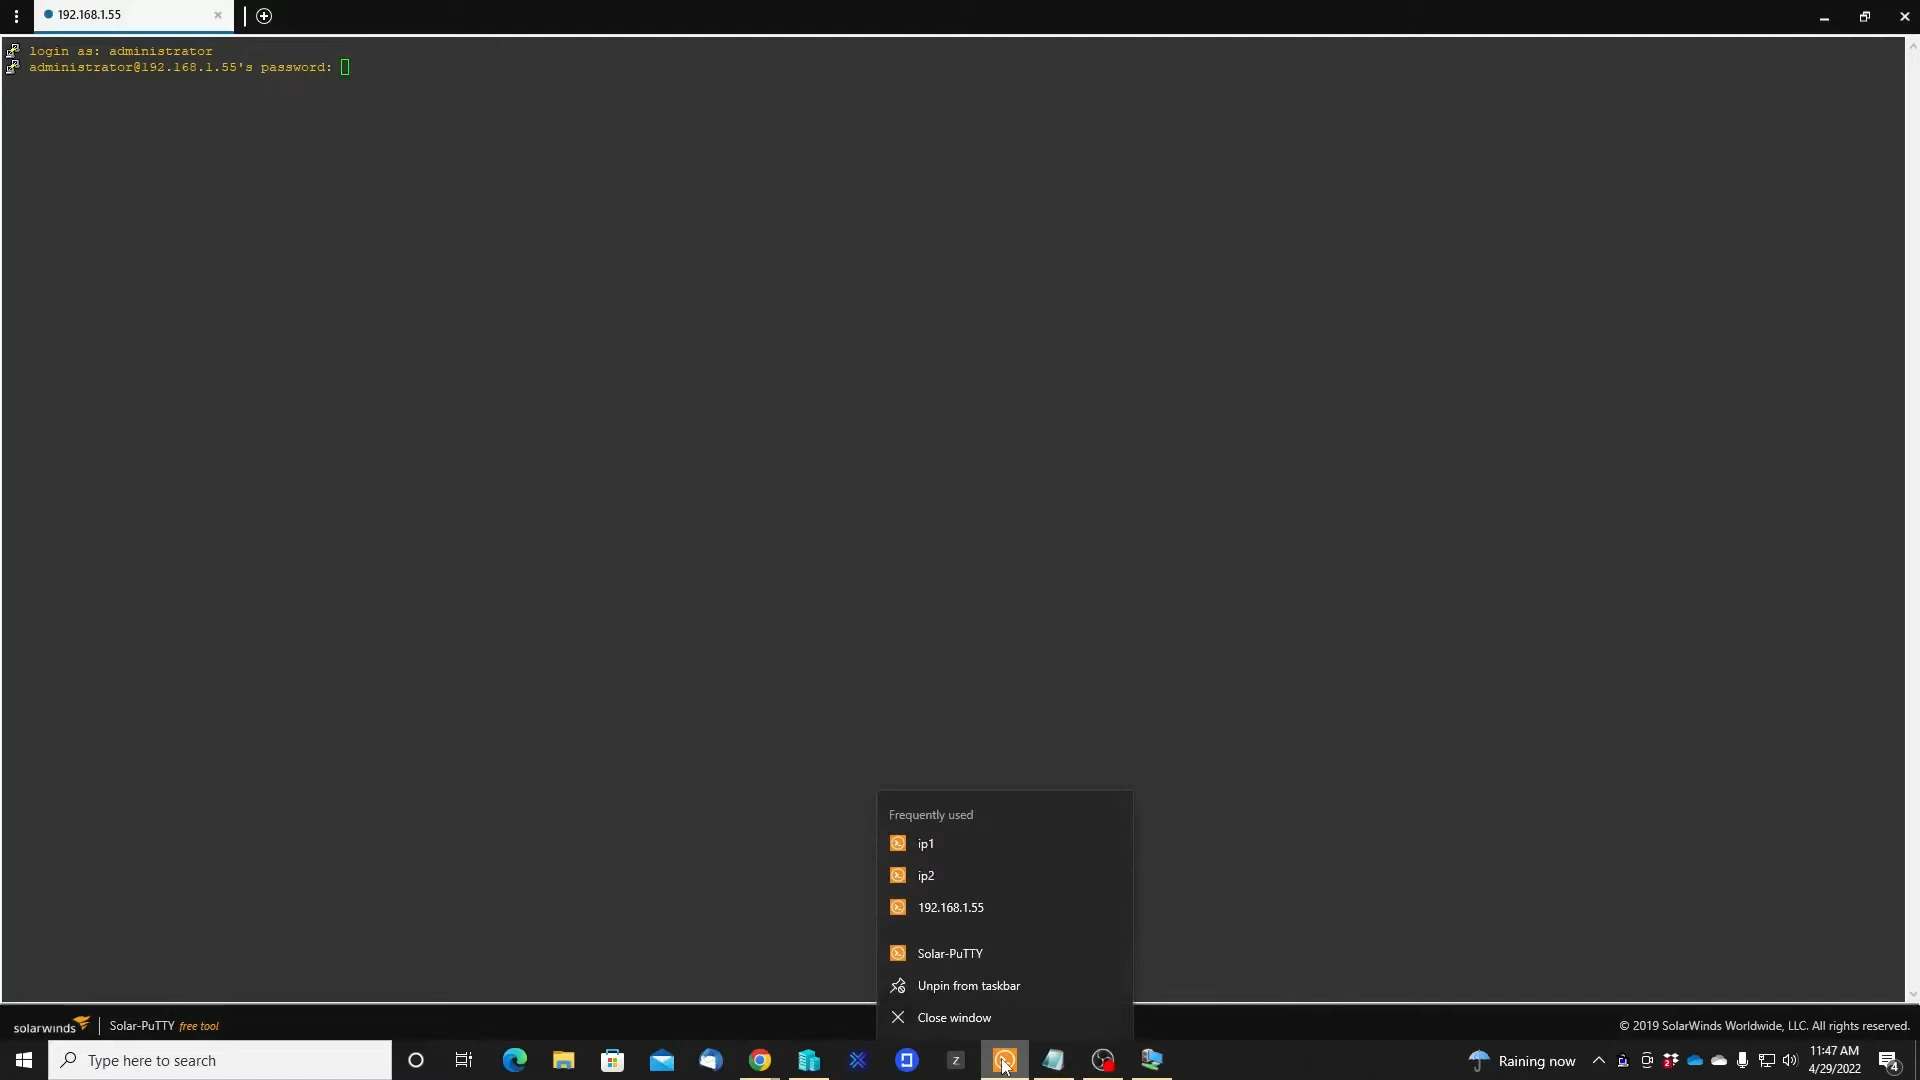 192.168.1.55
login as: administrator
administrator@192.168.1.55's password:
Frequently used
ip1
ip2
192.168.1.55
Solar-PuTTY
Unpin from taskbar
Close window
solarwinds Solar-PuTTY free tool
© 2019 SolarWinds Worldwide, LLC. All rights reserved.
Type here to search
Z
Raining now
2
11:47 AM
4/29/2022
4